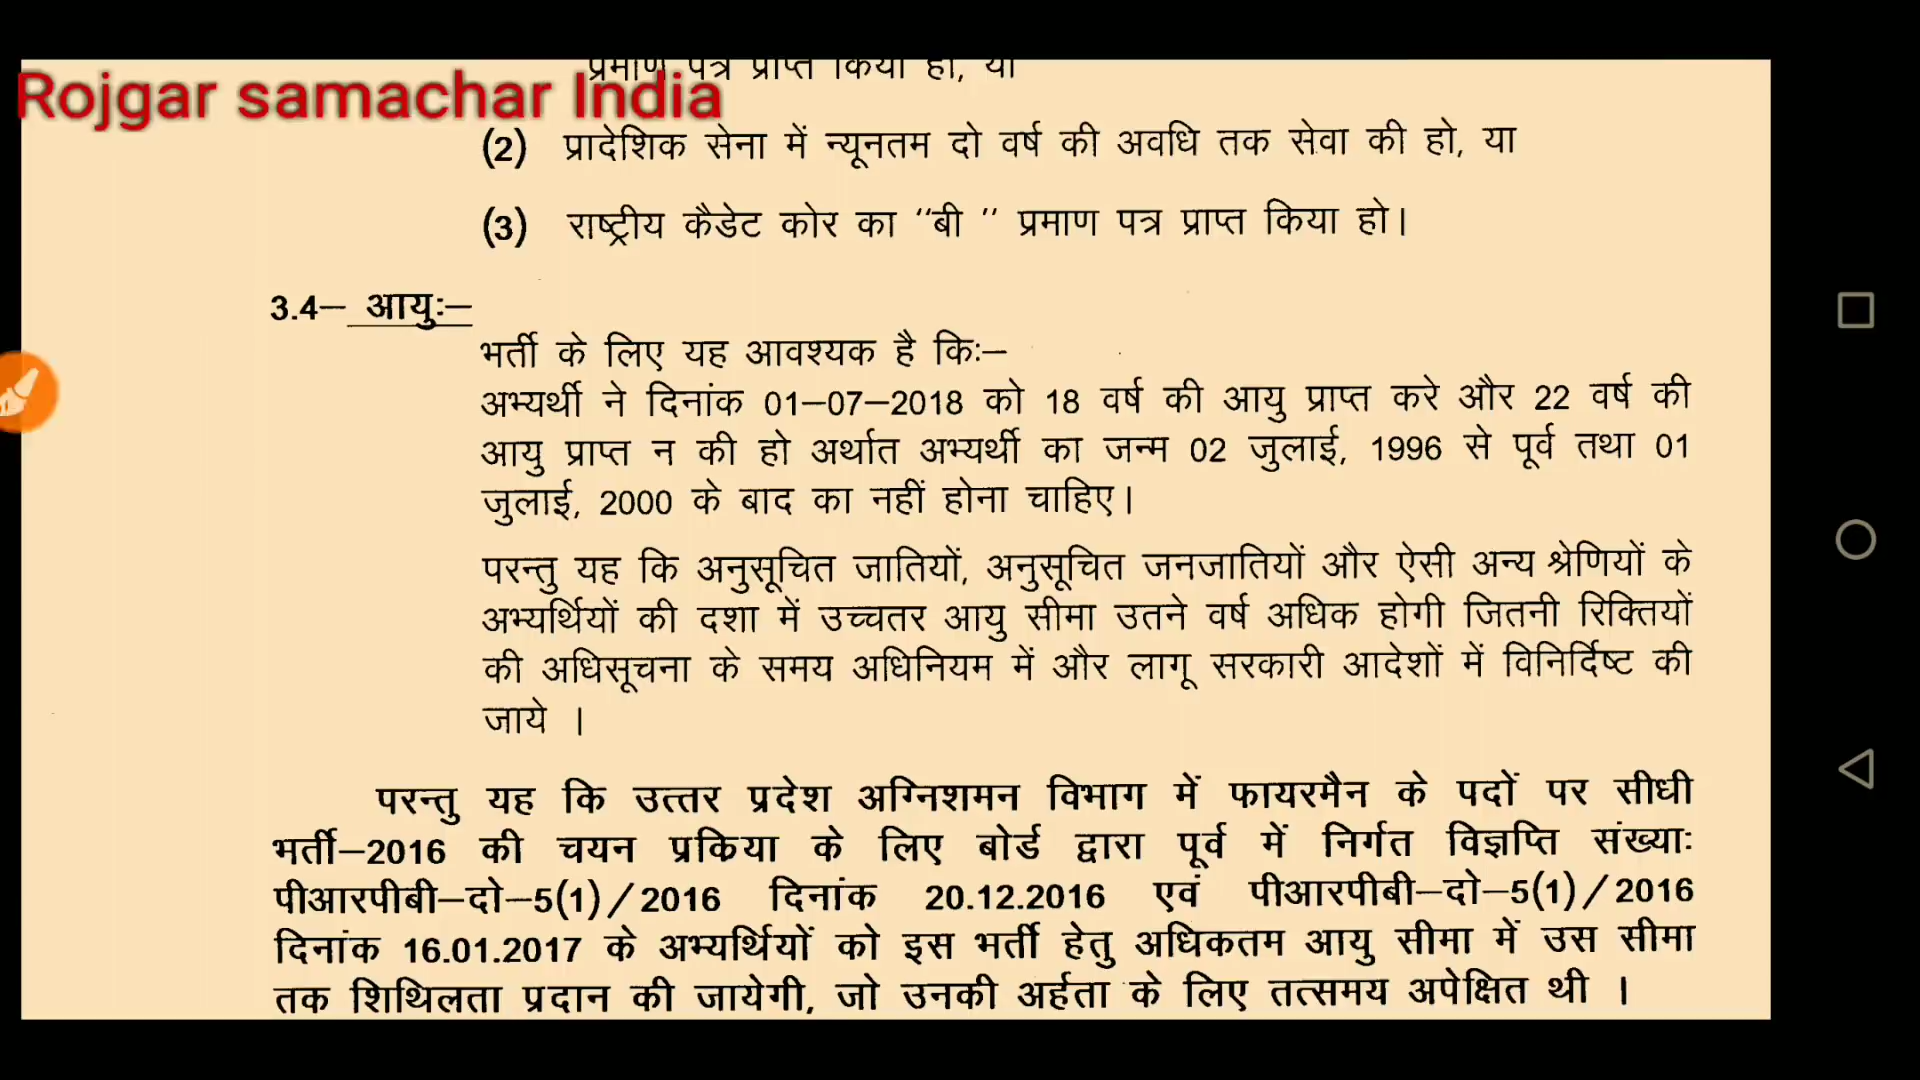 प्रमाण पत्र प्राप्त किया हो, या
Rojgar samachar India
(2) प्रादेशिक सेना में न्यूनतम दो वर्ष की अवधि तक सेवा की हो, या
(3) राष्ट्रीय कैडेट कोर का ‘‘बी ’’ प्रमाण पत्र प्राप्त किया हो।
3.4– आयुः–
भर्ती के लिए यह आवश्यक है किः–
अभ्यर्थी ने दिनांक 01–07–2018 को 18 वर्ष की आयु प्राप्त करे और 22 वर्ष की
आयु प्राप्त न की हो अर्थात अभ्यर्थी का जन्म 02 जुलाई, 1996 से पूर्व तथा 01
जुलाई, 2000 के बाद का नहीं होना चाहिए।
परन्तु यह कि अनुसूचित जातियों, अनुसूचित जनजातियों और ऐसी अन्य श्रेणियों के
अभ्यर्थियों की दशा में उच्चतर आयु सीमा उतने वर्ष अधिक होगी जितनी रिक्तियों
की अधिसूचना के समय अधिनियम में और लागू सरकारी आदेशों में विनिर्दिष्ट की
जाये ।
परन्तु यह कि उत्तर प्रदेश अग्निशमन विभाग में फायरमैन के पदों पर सीधी
भर्ती–2016 की चयन प्रकिया के लिए बोर्ड द्वारा पूर्व में निर्गत विज्ञप्ति संख्याः
पीआरपीबी–दो–5(1)/2016 दिनांक 20.12.2016 एवं पीआरपीबी–दो–5(1)/2016
दिनांक 16.01.2017 के अभ्यर्थियों को इस भर्ती हेतु अधिकतम आयु सीमा में उस सीमा
तक शिथिलता प्रदान की जायेगी, जो उनकी अर्हता के लिए तत्समय अपेक्षित थी ।